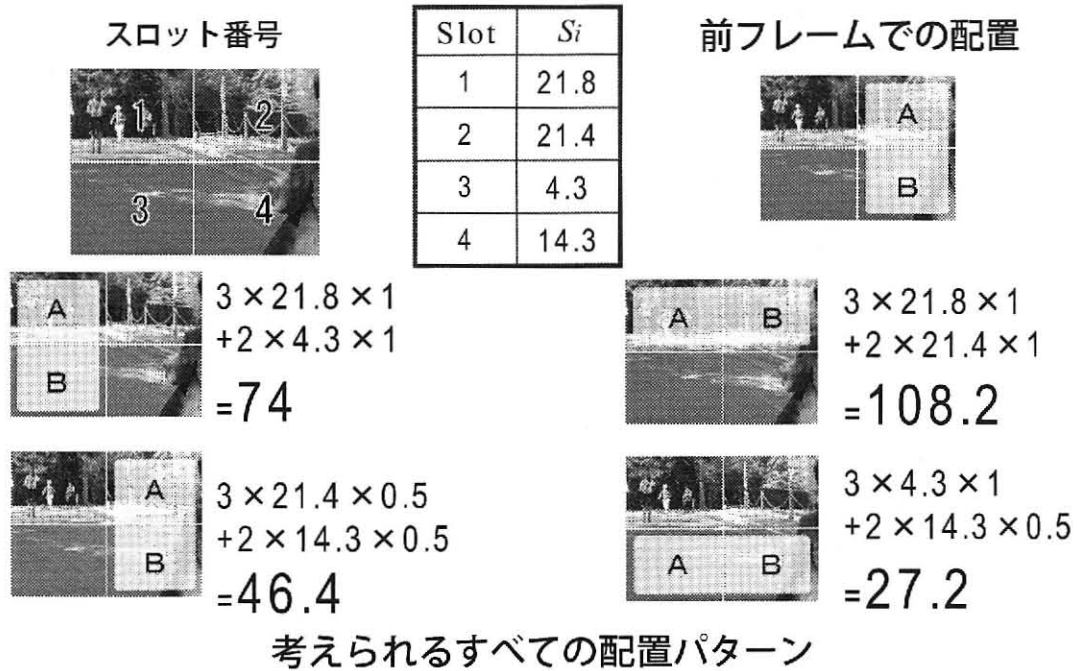 スロット番号
1 2
3 4
Slot Si
1 21.8
2 21.4
3 4.3
4 14.3
前フレームでの配置
A
B
A
B
3×21.8×1
+2×4.3×1
=74
A B
3×21.8×1
+2×21.4×1
=108.2
A
B
3×21.4×0.5
+2×14.3×0.5
=46.4
A B
3×4.3×1
+2×14.3×0.5
=27.2
考えられるすべての配置パターン